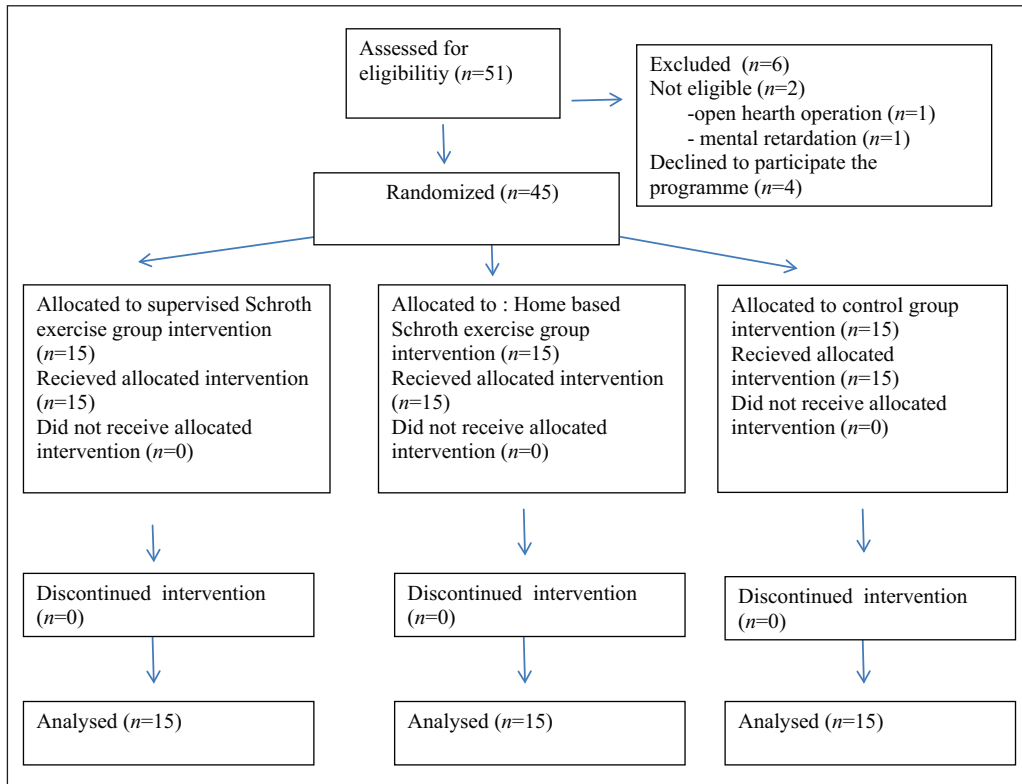 Assessed for
eligibilitiy (n=51)
Excluded (n=6)
Not eligible (n=2)
-open hearth operation (n=1)
- mental retardation (n=1)
Declined to participate the
programme (n=4)
Randomized (n=45)
Allocated to supervised Schroth
exercise group intervention
(n=15)
Recieved allocated intervention
(n=15)
Did not receive allocated
intervention (n=0)
Allocated to : Home based
Schroth exercise group
intervention (n=15)
Recieved allocated intervention
(n=15)
Did not receive allocated
intervention (n=0)
Allocated to control group
intervention (n=15)
Recieved allocated
intervention (n=15)
Did not receive allocated
intervention (n=0)
Discontinued intervention
(n=0)
Discontinued intervention
(n=0)
Discontinued intervention
(n=0)
Analysed (n=15)
Analysed (n=15)
Analysed (n=15)